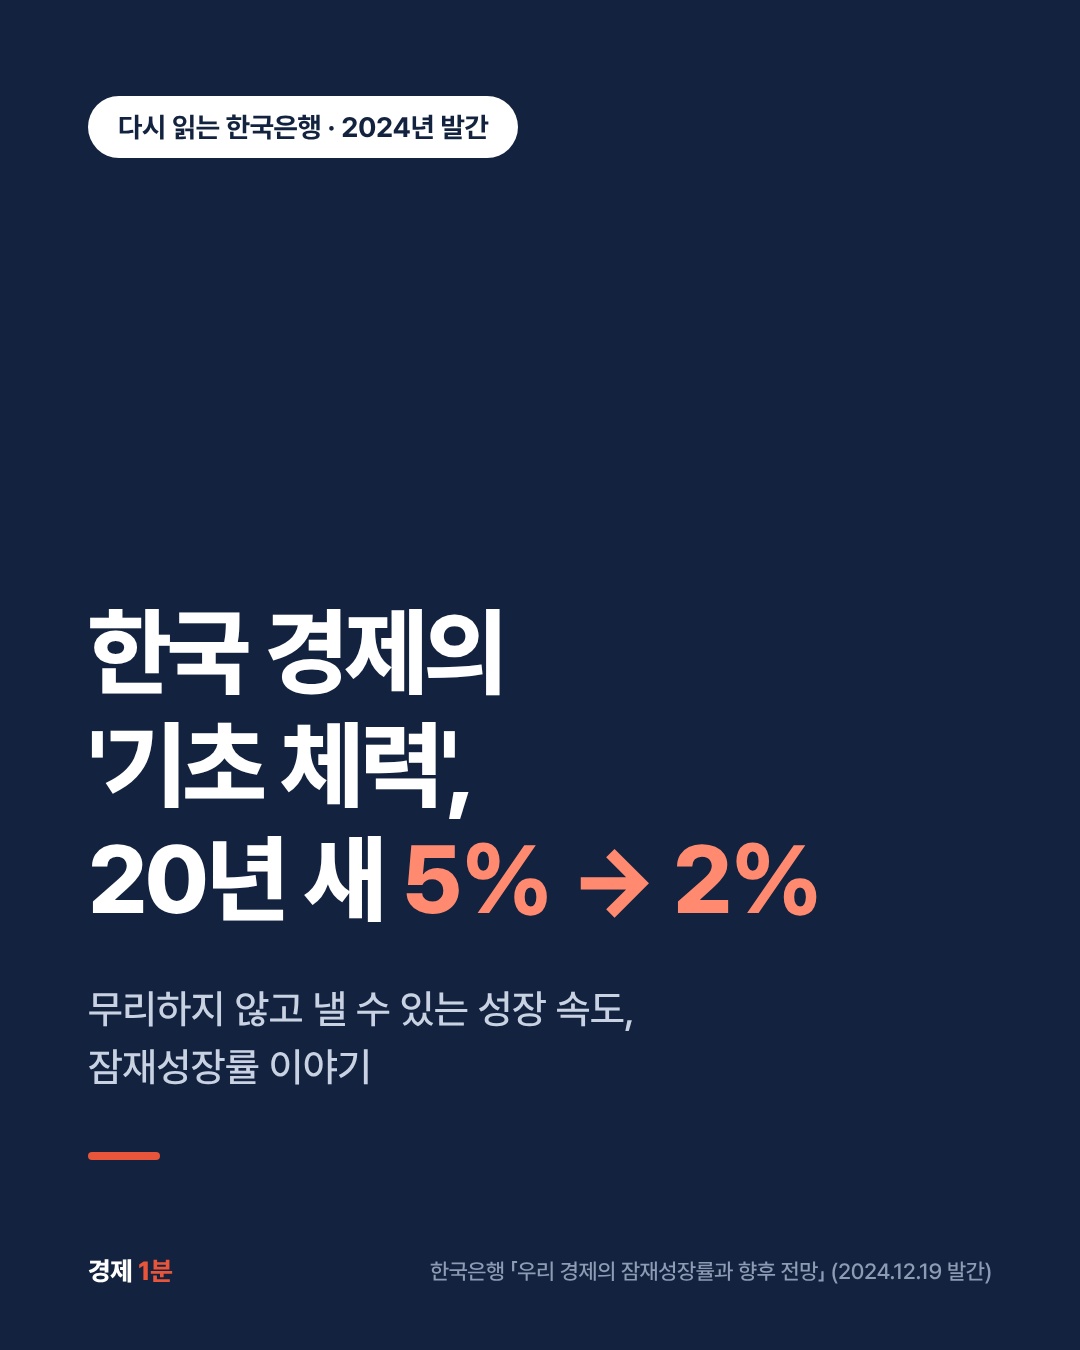 다시 읽는 한국은행 · 2024년 발간
한국 경제의
'기초 체력',
20년 새 5% → 2%
무리하지 않고 낼 수 있는 성장 속도,
잠재성장률 이야기
경제 1분
한국은행 「우리 경제의 잠재성장률과 향후 전망」 (2024.12.19 발간)